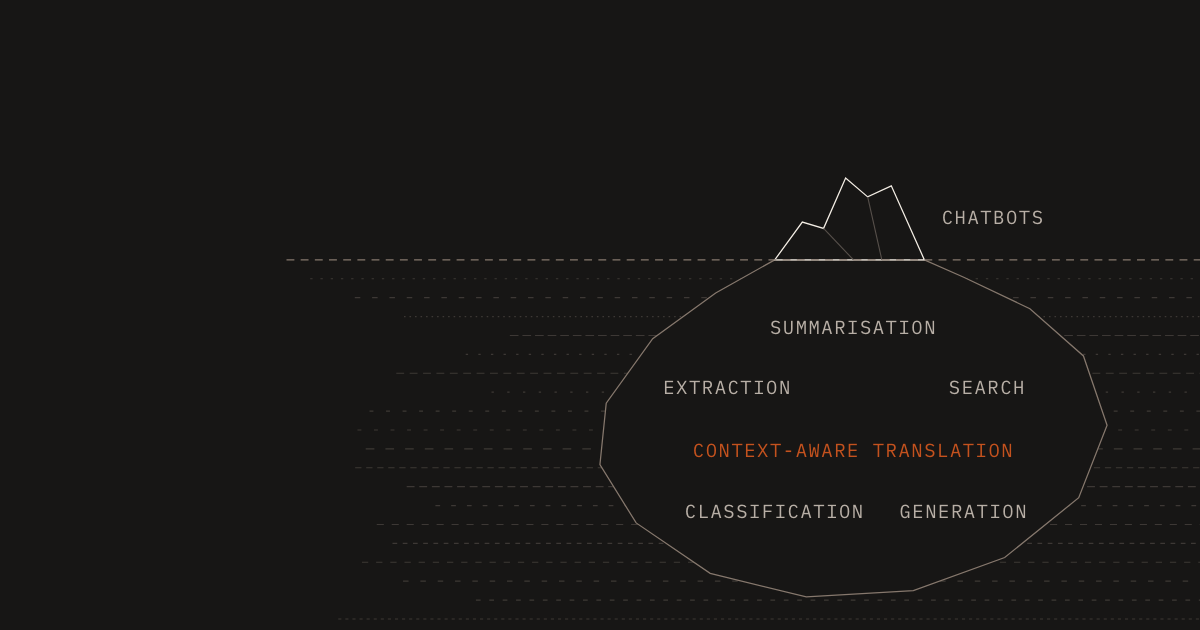 CHATBOTS
SUMMARISATION
EXTRACTION SEARCH
CONTEXT-AWARE TRANSLATION
CLASSIFICATION GENERATION